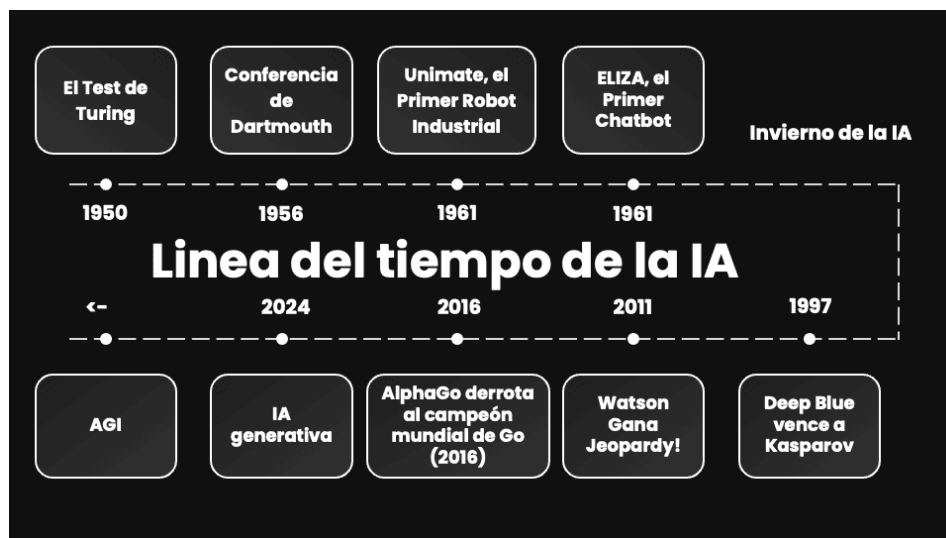 El Test de
Turing
Conferencia
de
Dartmouth
Unimate, el
Primer Robot
Industrial
ELIZA, el
Primer
Chatbot
Invierno de la IA
1950
1956
1961
1961
Linea del tiempo de la IA
<-
2024
2016
2011
1997
AGI
IA
generativa
AlphaGo derrota
al campeón
mundial de Go
(2016)
Watson
Gana
Jeopardy!
Deep Blue
vence a
Kasparov